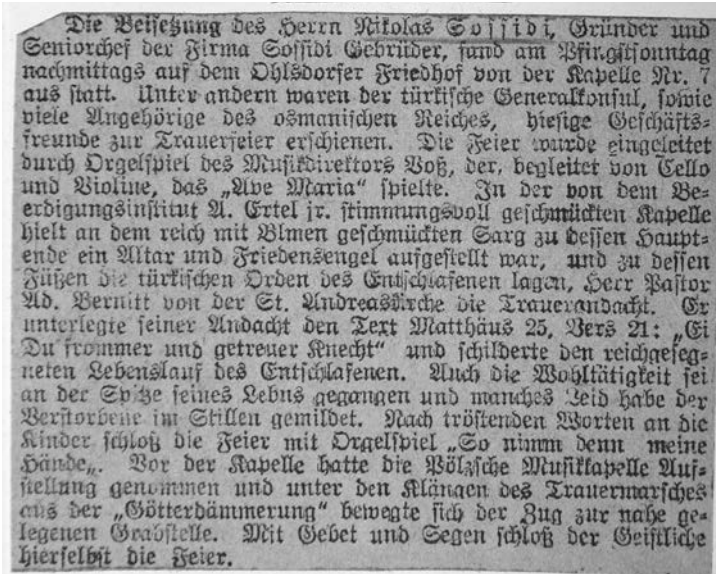 Die Beisetzung des Herrn Nikolas Sossidi, Gründer und
Seniorchef der Firma Sossidi Gebrüder, fand am Pfingstsonntag
nachmittags auf dem Ohlsdorfer Friedhof von der Kapelle Nr. 7
aus statt. Unter andern waren der türkische Generalkonsul, sowie
viele Angehörige des osmanischen Reiches, hiesige Geschäfts-
freunde zur Trauerfeier erschienen. Die Feier wurde eingeleitet
durch Orgelspiel des Musikdirektors Voß, der, begleitet von Cello
und Violine, das „Ave Maria“ spielte. In der von dem Be-
erdigungsinstitut A. Ertel jr. stimmungsvoll geschmückten Kapelle
hielt an dem reich mit Blmen geschmückten Sarg zu dessen Haupt-
ende ein Altar und Friedensengel aufgestellt war, und zu dessen
Füßen die türkischen Orden des Entschlafenen lagen, Herr Pastor
Ad. Bernitt von der St. Andreaskirche die Trauerandacht. Er
unterlegte seiner Andacht den Text Matthäus 25, Vers 21: „Ei
Du frommer und getreuer Knecht“ und schilderte den reichgeseg-
neten Lebenslauf des Entschlafenen. Auch die Wohltätigkeit sei
an der Spitze seines Lebns gegangen und manches Leid habe der
Verstorbene im Stillen gemildet. Nach tröstenden Worten an die
Kinder schloß die Feier mit Orgelspiel „So nimm denn meine
Hände„. Vor der Kapelle hatte die Pölzsche Musikkapelle Auf-
stellung genommen und unter den Klängen des Trauermarsches
aus der „Götterdämmerung“ bewegte sich der Zug zur nahe ge-
legenen Grabstelle. Mit Gebet und Segen schloß der Geistliche
hierselbst die Feier.